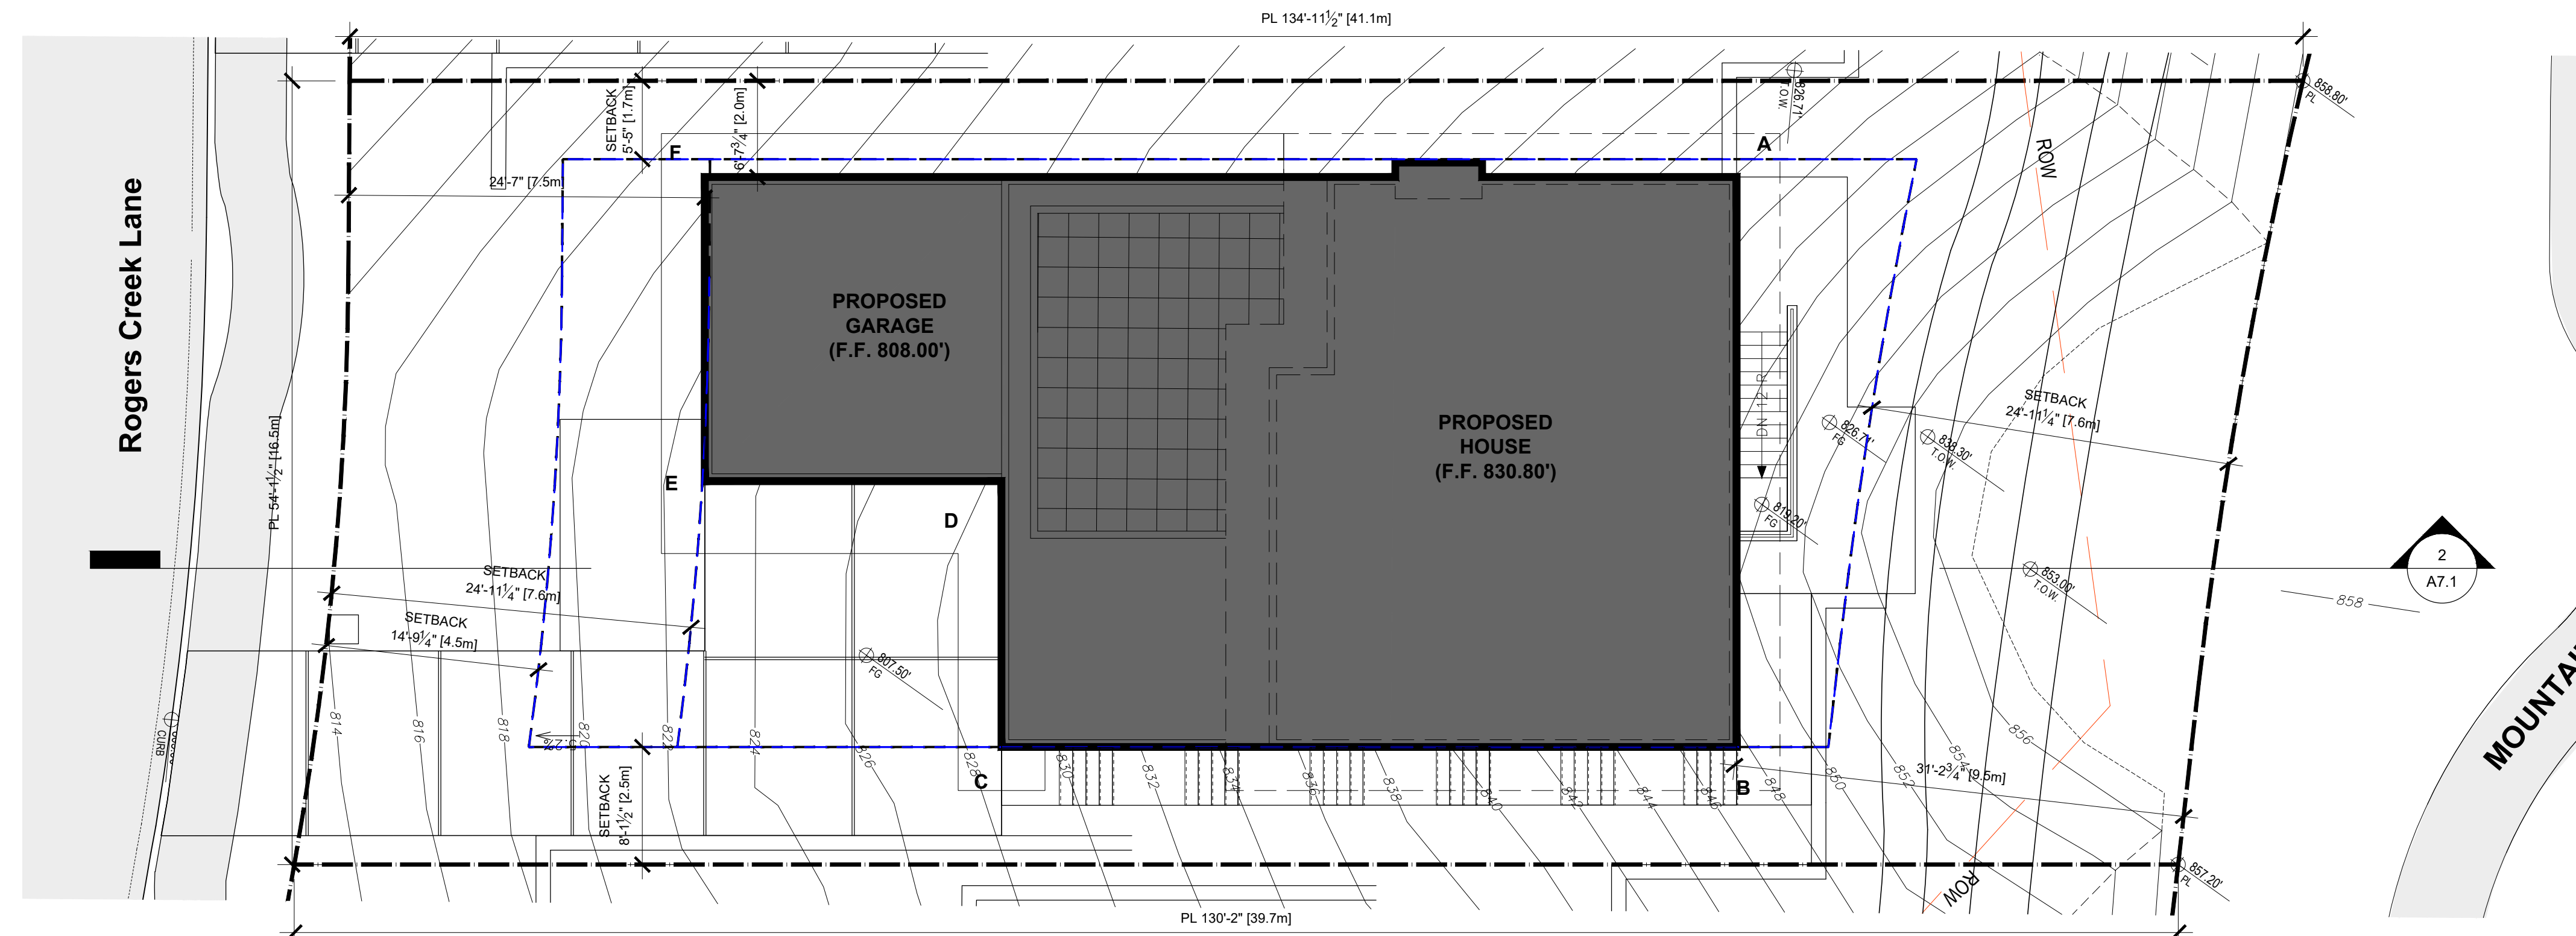 PL 134'-11½" [41.1m]
858.80'
PL
826.71'
T.O.W.
SETBACK
5'-5" [1.7m]
6'-7¾" [2.0m]
F
A
ROW
24'-7" [7.5m]
Rogers Creek Lane
PROPOSED
GARAGE
(F.F. 808.00')
PROPOSED
HOUSE
(F.F. 830.80')
DN 12 R
SETBACK
24'-11¼" [7.6m]
826.71'
FG
838.30'
T.O.W.
PL 54'-1½" [16.5m]
E
D
819.20'
FG
2
A7.1
853.00'
T.O.W.
858
SETBACK
24'-11¼" [7.6m]
SETBACK
14'-9¼" [4.5m]
807.50'
FG
MOUNTAI
814
816
818
820
822
824
826
828
830
832
834
836
838
840
842
844
846
848
850
852
854
856
CURB
C
B
31'-2¾" [9.5m]
SETBACK
8'-1½" [2.5m]
857.20'
PL
ROW
PL 130'-2" [39.7m]